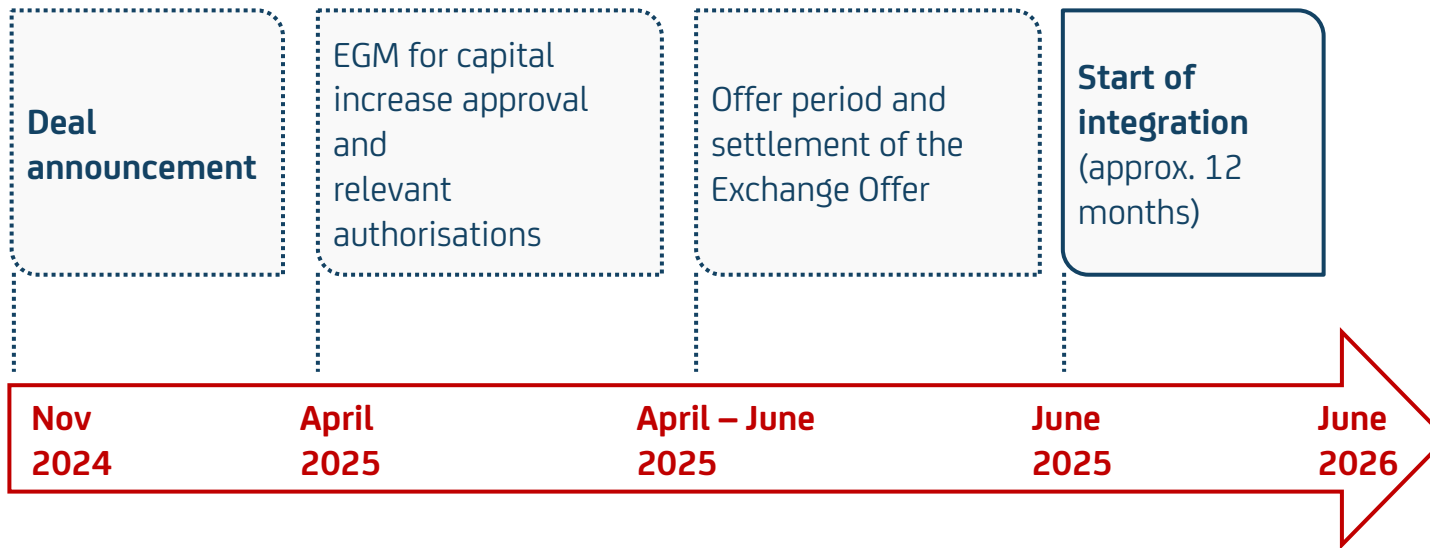 Deal
announcement
EGM for capital
increase approval
and
relevant
authorisations
Offer period and
settlement of the
Exchange Offer
Start of
integration
(approx. 12
months)
Nov
2024
April
2025
April – June
2025
June
2025
June
2026